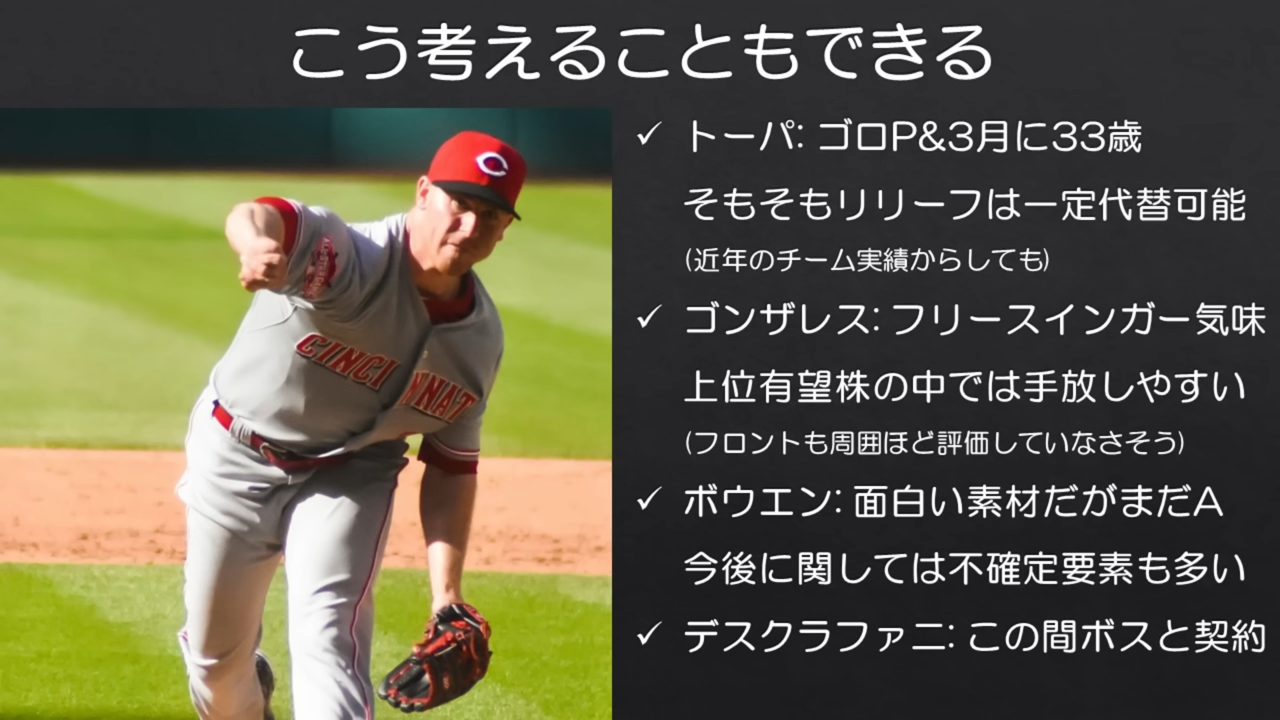 こう考えることもできる
✓ トーパ: ゴロP&3月に33歳
そもそもリリーフは一定代替可能
(近年のチーム実績からしても)
✓ ゴンザレス: フリースインガー気味
上位有望株の中では手放しやすい
(フロントも周囲ほど評価していなさそう)
✓ ボウエン: 面白い素材だがまだA
今後に関しては不確定要素も多い
✓ デスクラファニ: この間ボスと契約
C
CINCINNATI